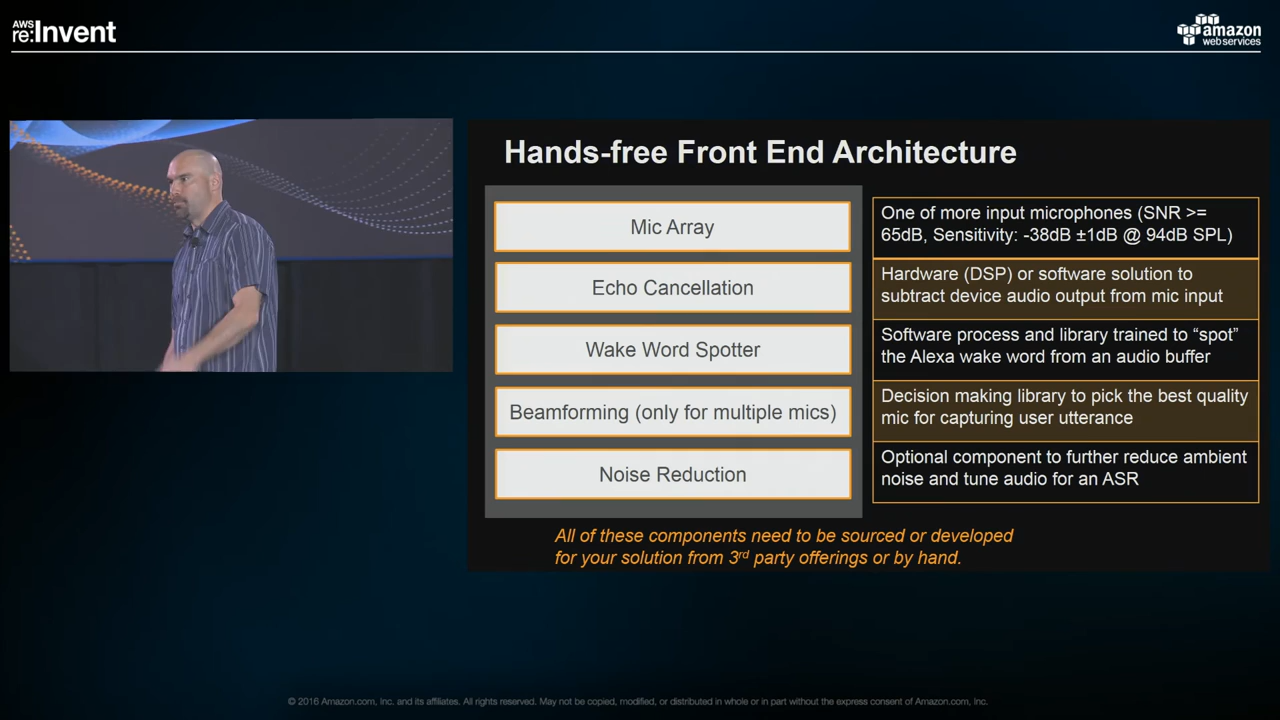 AWS
re:Invent
amazon
web services
Hands-free Front End Architecture
Mic Array
One of more input microphones (SNR >=
65dB, Sensitivity: -38dB ±1dB @ 94dB SPL)
Echo Cancellation
Hardware (DSP) or software solution to
subtract device audio output from mic input
Wake Word Spotter
Software process and library trained to “spot”
the Alexa wake word from an audio buffer
Beamforming (only for multiple mics)
Decision making library to pick the best quality
mic for capturing user utterance
Noise Reduction
Optional component to further reduce ambient
noise and tune audio for an ASR
All of these components need to be sourced or developed
for your solution from 3rd party offerings or by hand.
© 2016 Amazon.com, Inc. and its affiliates. All rights reserved. May not be copied, modified, or distributed in whole or in part without the express consent of Amazon.com, Inc.